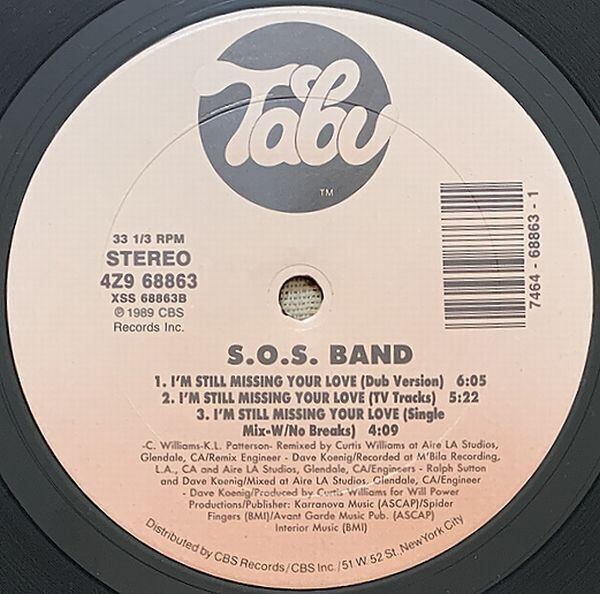 Tabu
TM
33 1/3 RPM
STEREO
4Z9 68863
XSS 68863B
℗ 1989 CBS
Records Inc.
7464 - 68863 - 1
S.O.S. BAND
1. I'M STILL MISSING YOUR LOVE (Dub Version) 6:05
2. I'M STILL MISSING YOUR LOVE (TV Tracks) 5:22
3. I'M STILL MISSING YOUR LOVE (Single
Mix-W/No Breaks) 4:09
-C. Williams-K.L. Patterson- Remixed by Curtis Williams at Aire LA Studios,
Glendale, CA/Remix Engineer - Dave Koenig/Recorded at M'Bila Recording,
L.A., CA and Aire LA Studios, Glendale, CA/Engineers - Ralph Sutton
and Dave Koenig/Mixed at Aire LA Studios, Glendale, CA/Engineer
- Dave Koenig/Produced by Curtis Williams for Will Power
Productions/Publisher: Karranova Music (ASCAP)/Spider
Fingers (BMI)/Avant Garde Music Pub. (ASCAP)
Interior Music (BMI)
Distributed by CBS Records/CBS Inc./51 W. 52 St., New York City